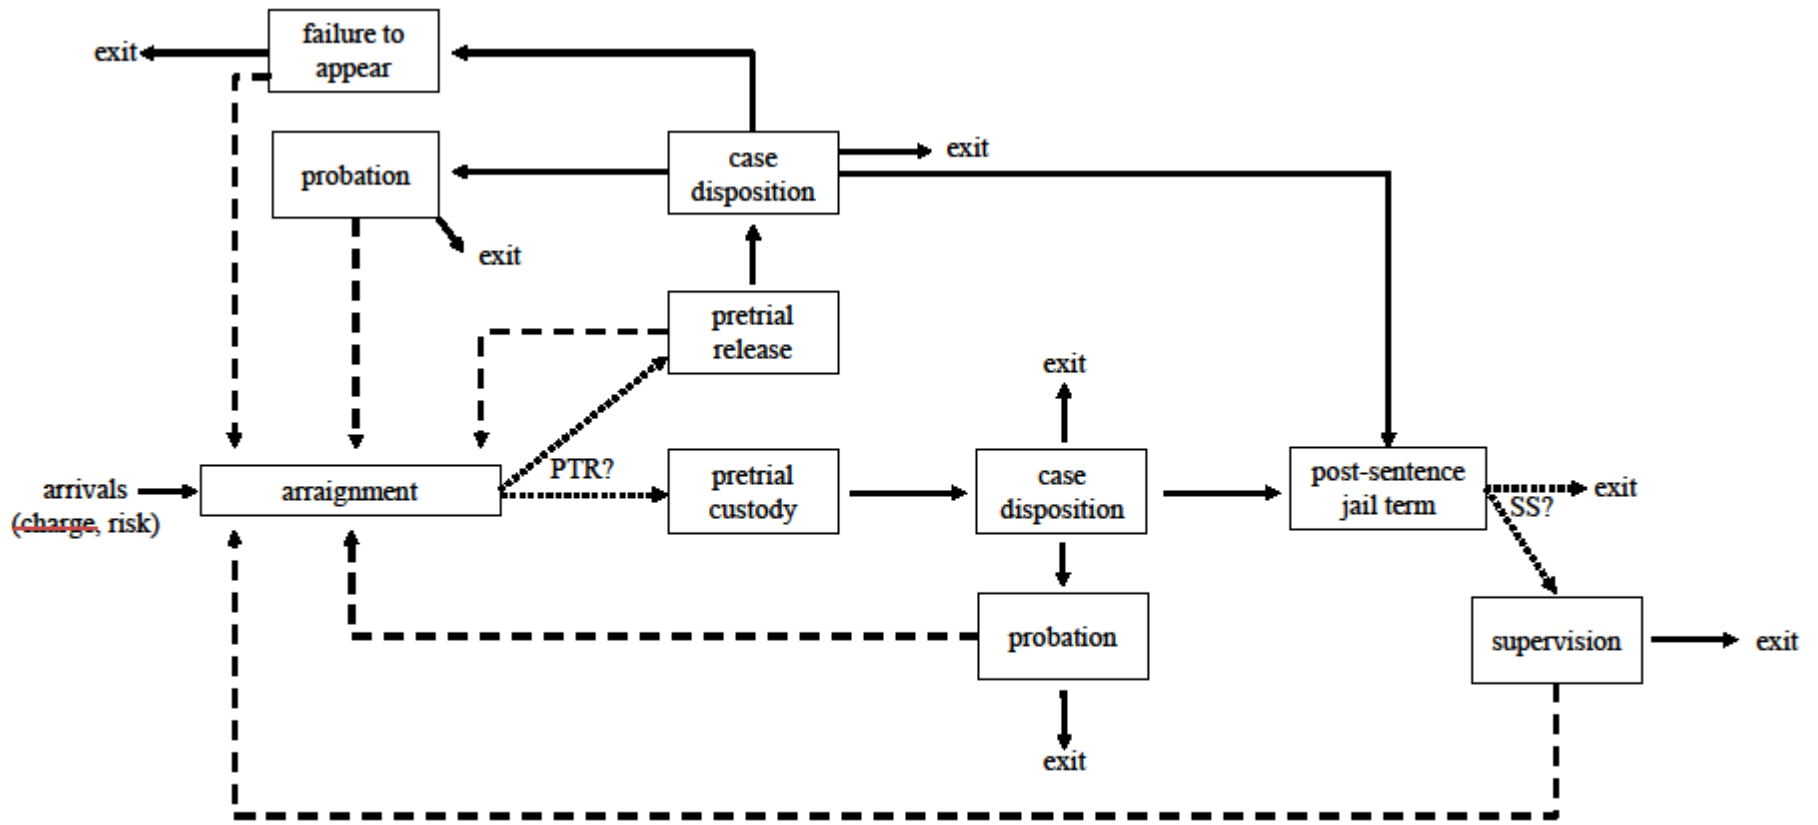 failure to
appear
exit
probation
exit
case
disposition
exit
pretrial
release
exit
arrivals
(charge, risk)
arraignment
PTR?
pretrial
custody
case
disposition
post-sentence
jail term
exit
SS?
probation
supervision
exit
exit